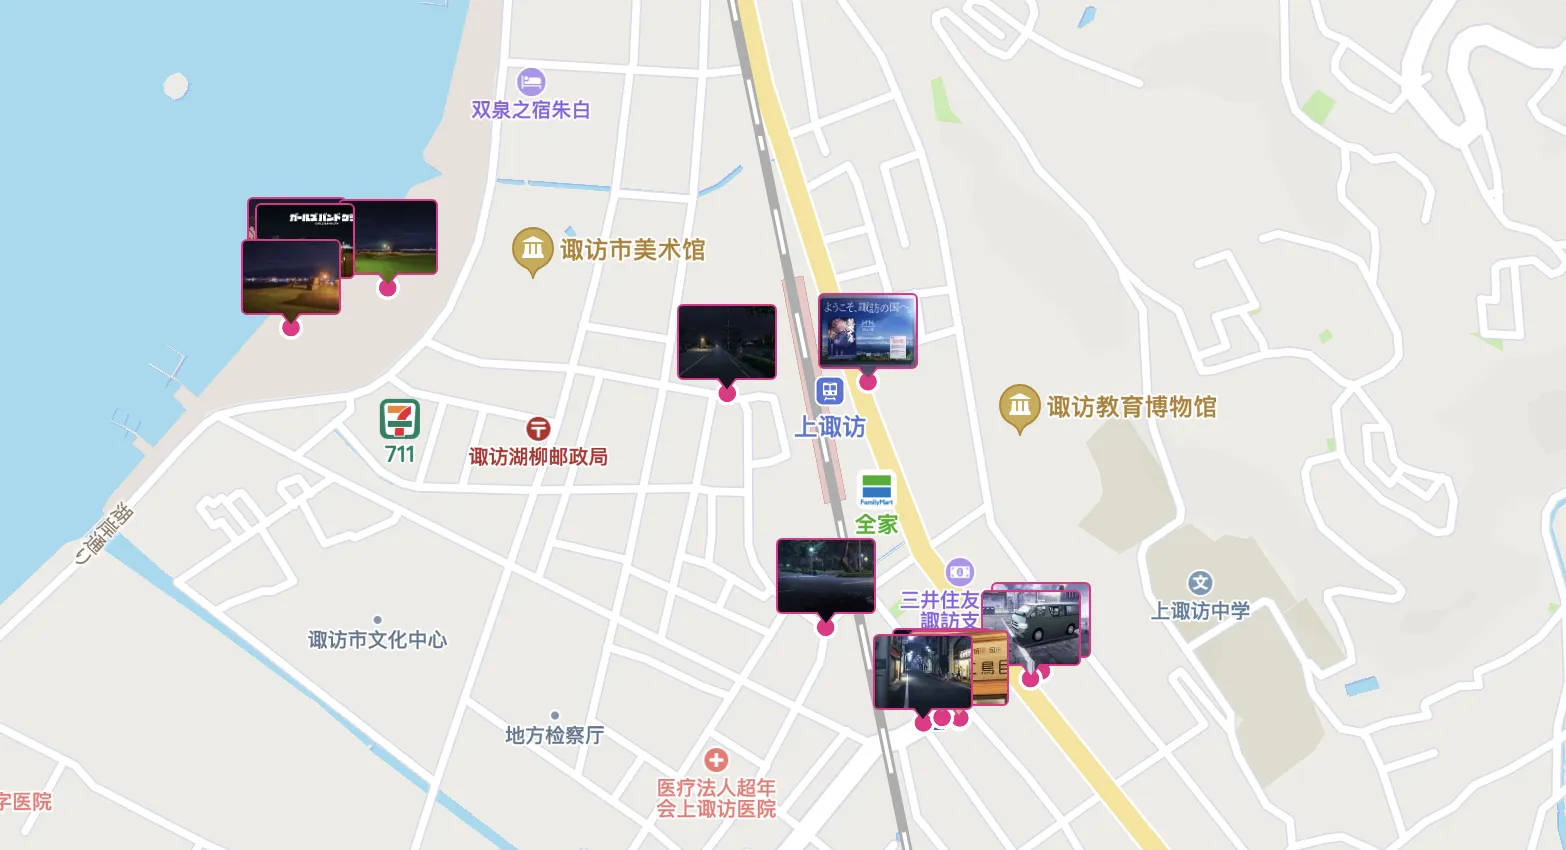 双泉之宿朱白
ガールズバンドクラ
诹访市美术馆
ようこそ、諏訪の国へ
上诹访
诹访教育博物馆
7
711
诹访湖柳邮政局
FamilyMart
全家
湖岸通り
三井住友
諏訪支
上诹访中学
文
诹访市文化中心
地方检察厅
医疗法人超年
会上诹访医院
字医院